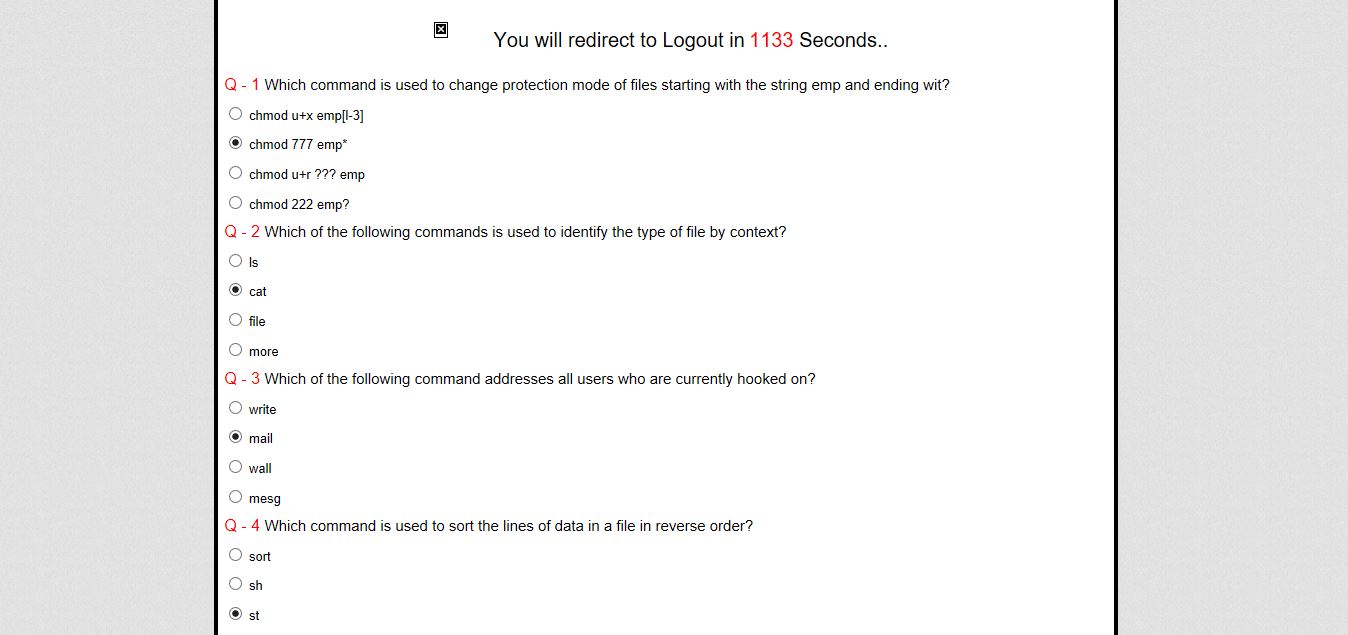 You will redirect to Logout in 1133 Seconds..
Q - 1 Which command is used to change protection mode of files starting with the string emp and ending wit?
chmod u+x emp[l-3]
chmod 777 emp*
chmod u+r ??? emp
chmod 222 emp?
Q - 2 Which of the following commands is used to identify the type of file by context?
ls
cat
file
more
Q - 3 Which of the following command addresses all users who are currently hooked on?
write
mail
wall
mesg
Q - 4 Which command is used to sort the lines of data in a file in reverse order?
sort
sh
st